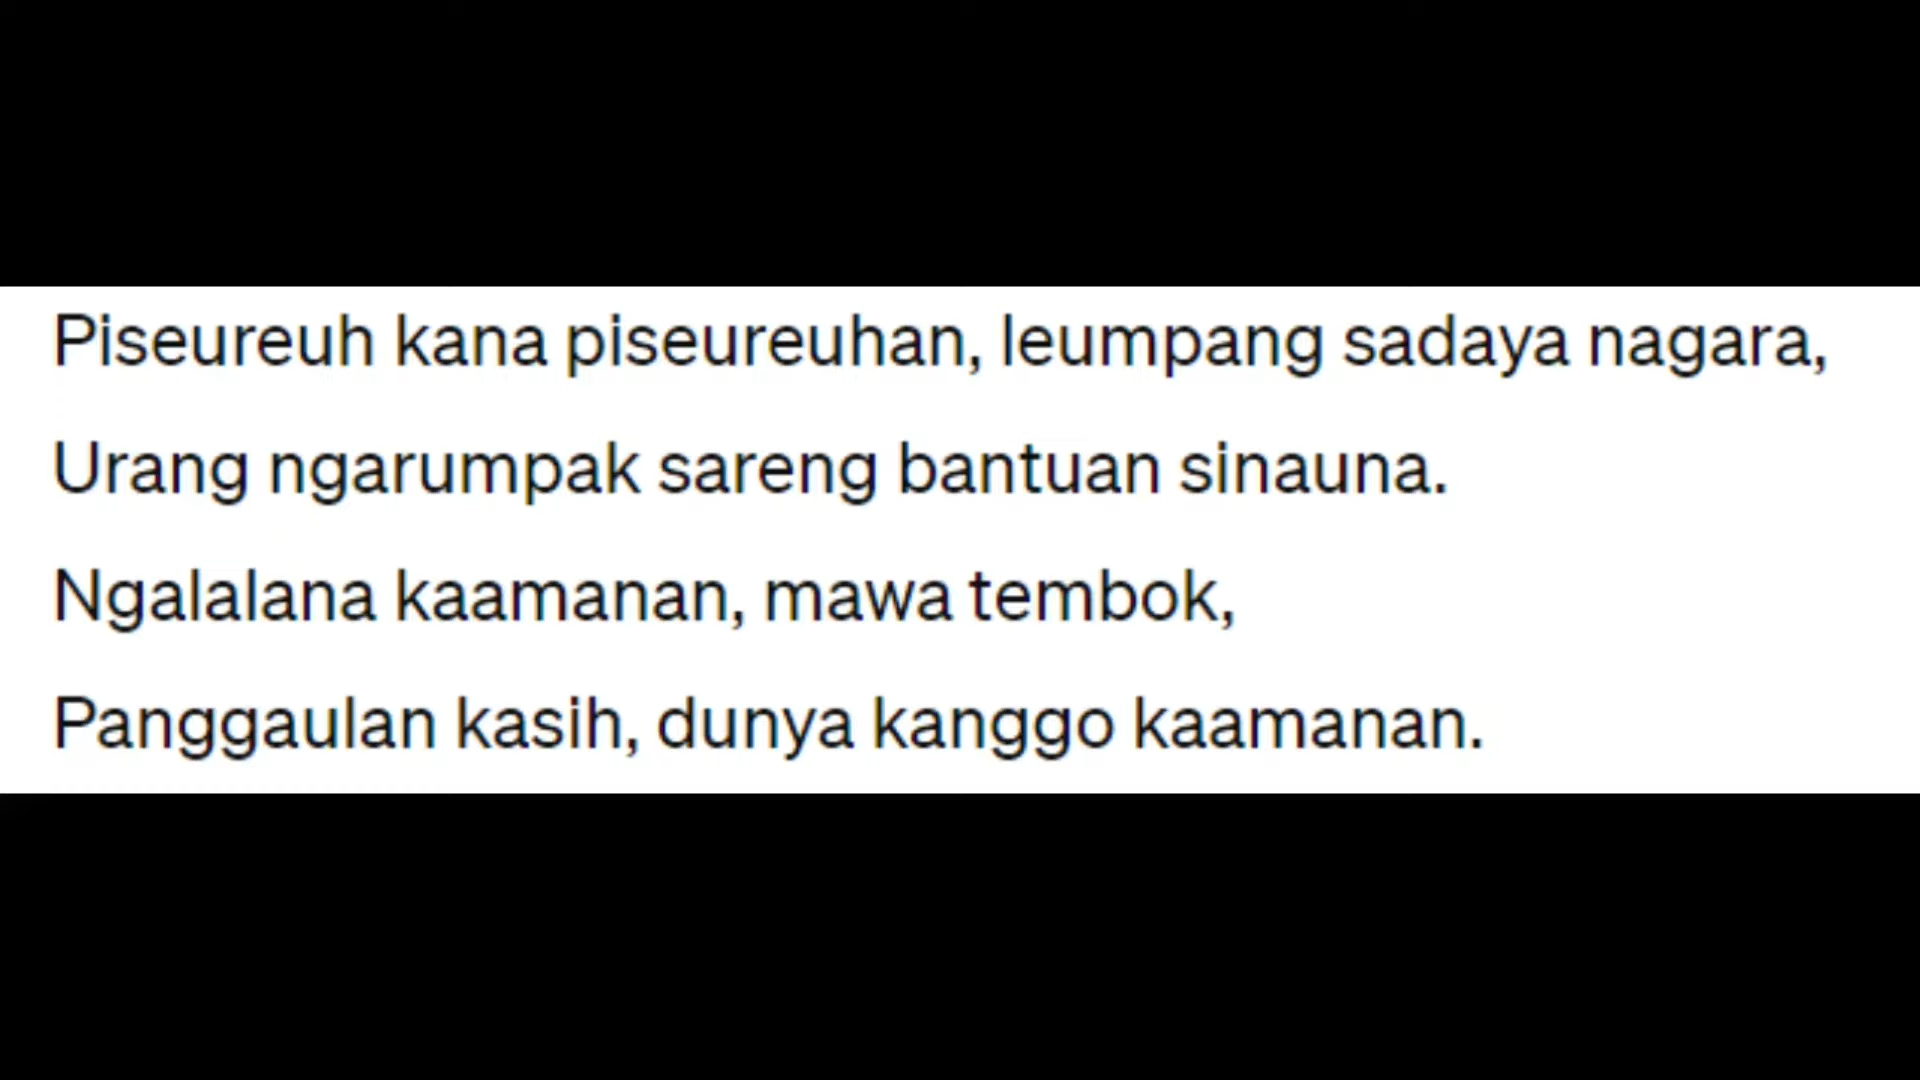 Piseureuh kana piseureuhan, leumpang sadaya nagara,
Urang ngarumpak sareng bantuan sinauna.
Ngalalana kaamanan, mawa tembok,
Panggaulan kasih, dunya kanggo kaamanan.